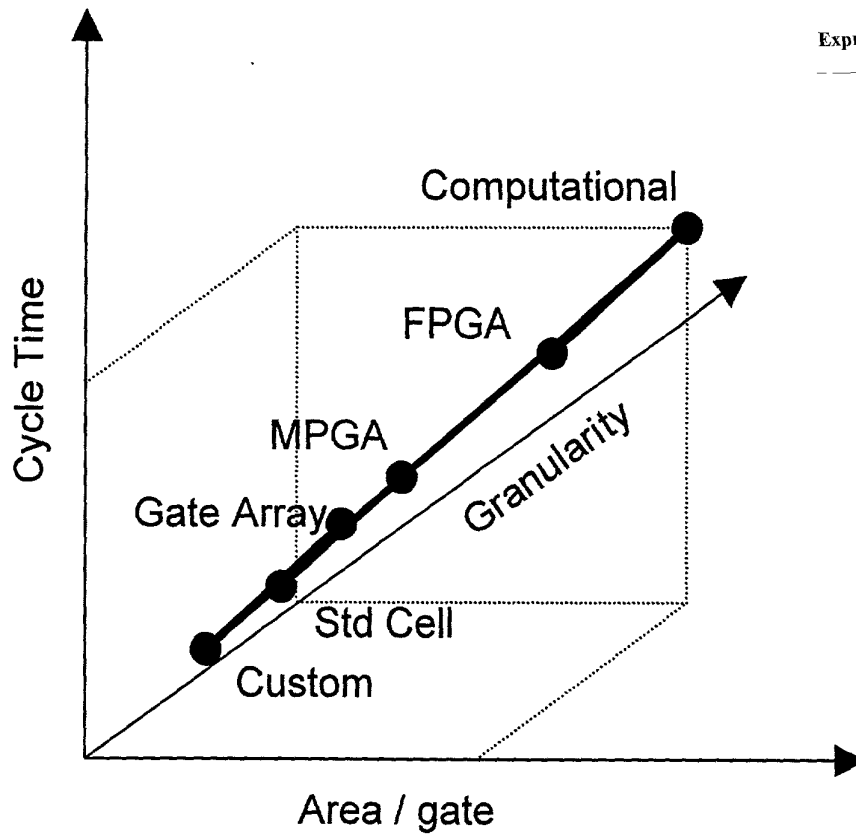 Computational
FPGA
MPGA
Gate Array
Std Cell
Custom
Cycle Time
Granularity
Area / gate